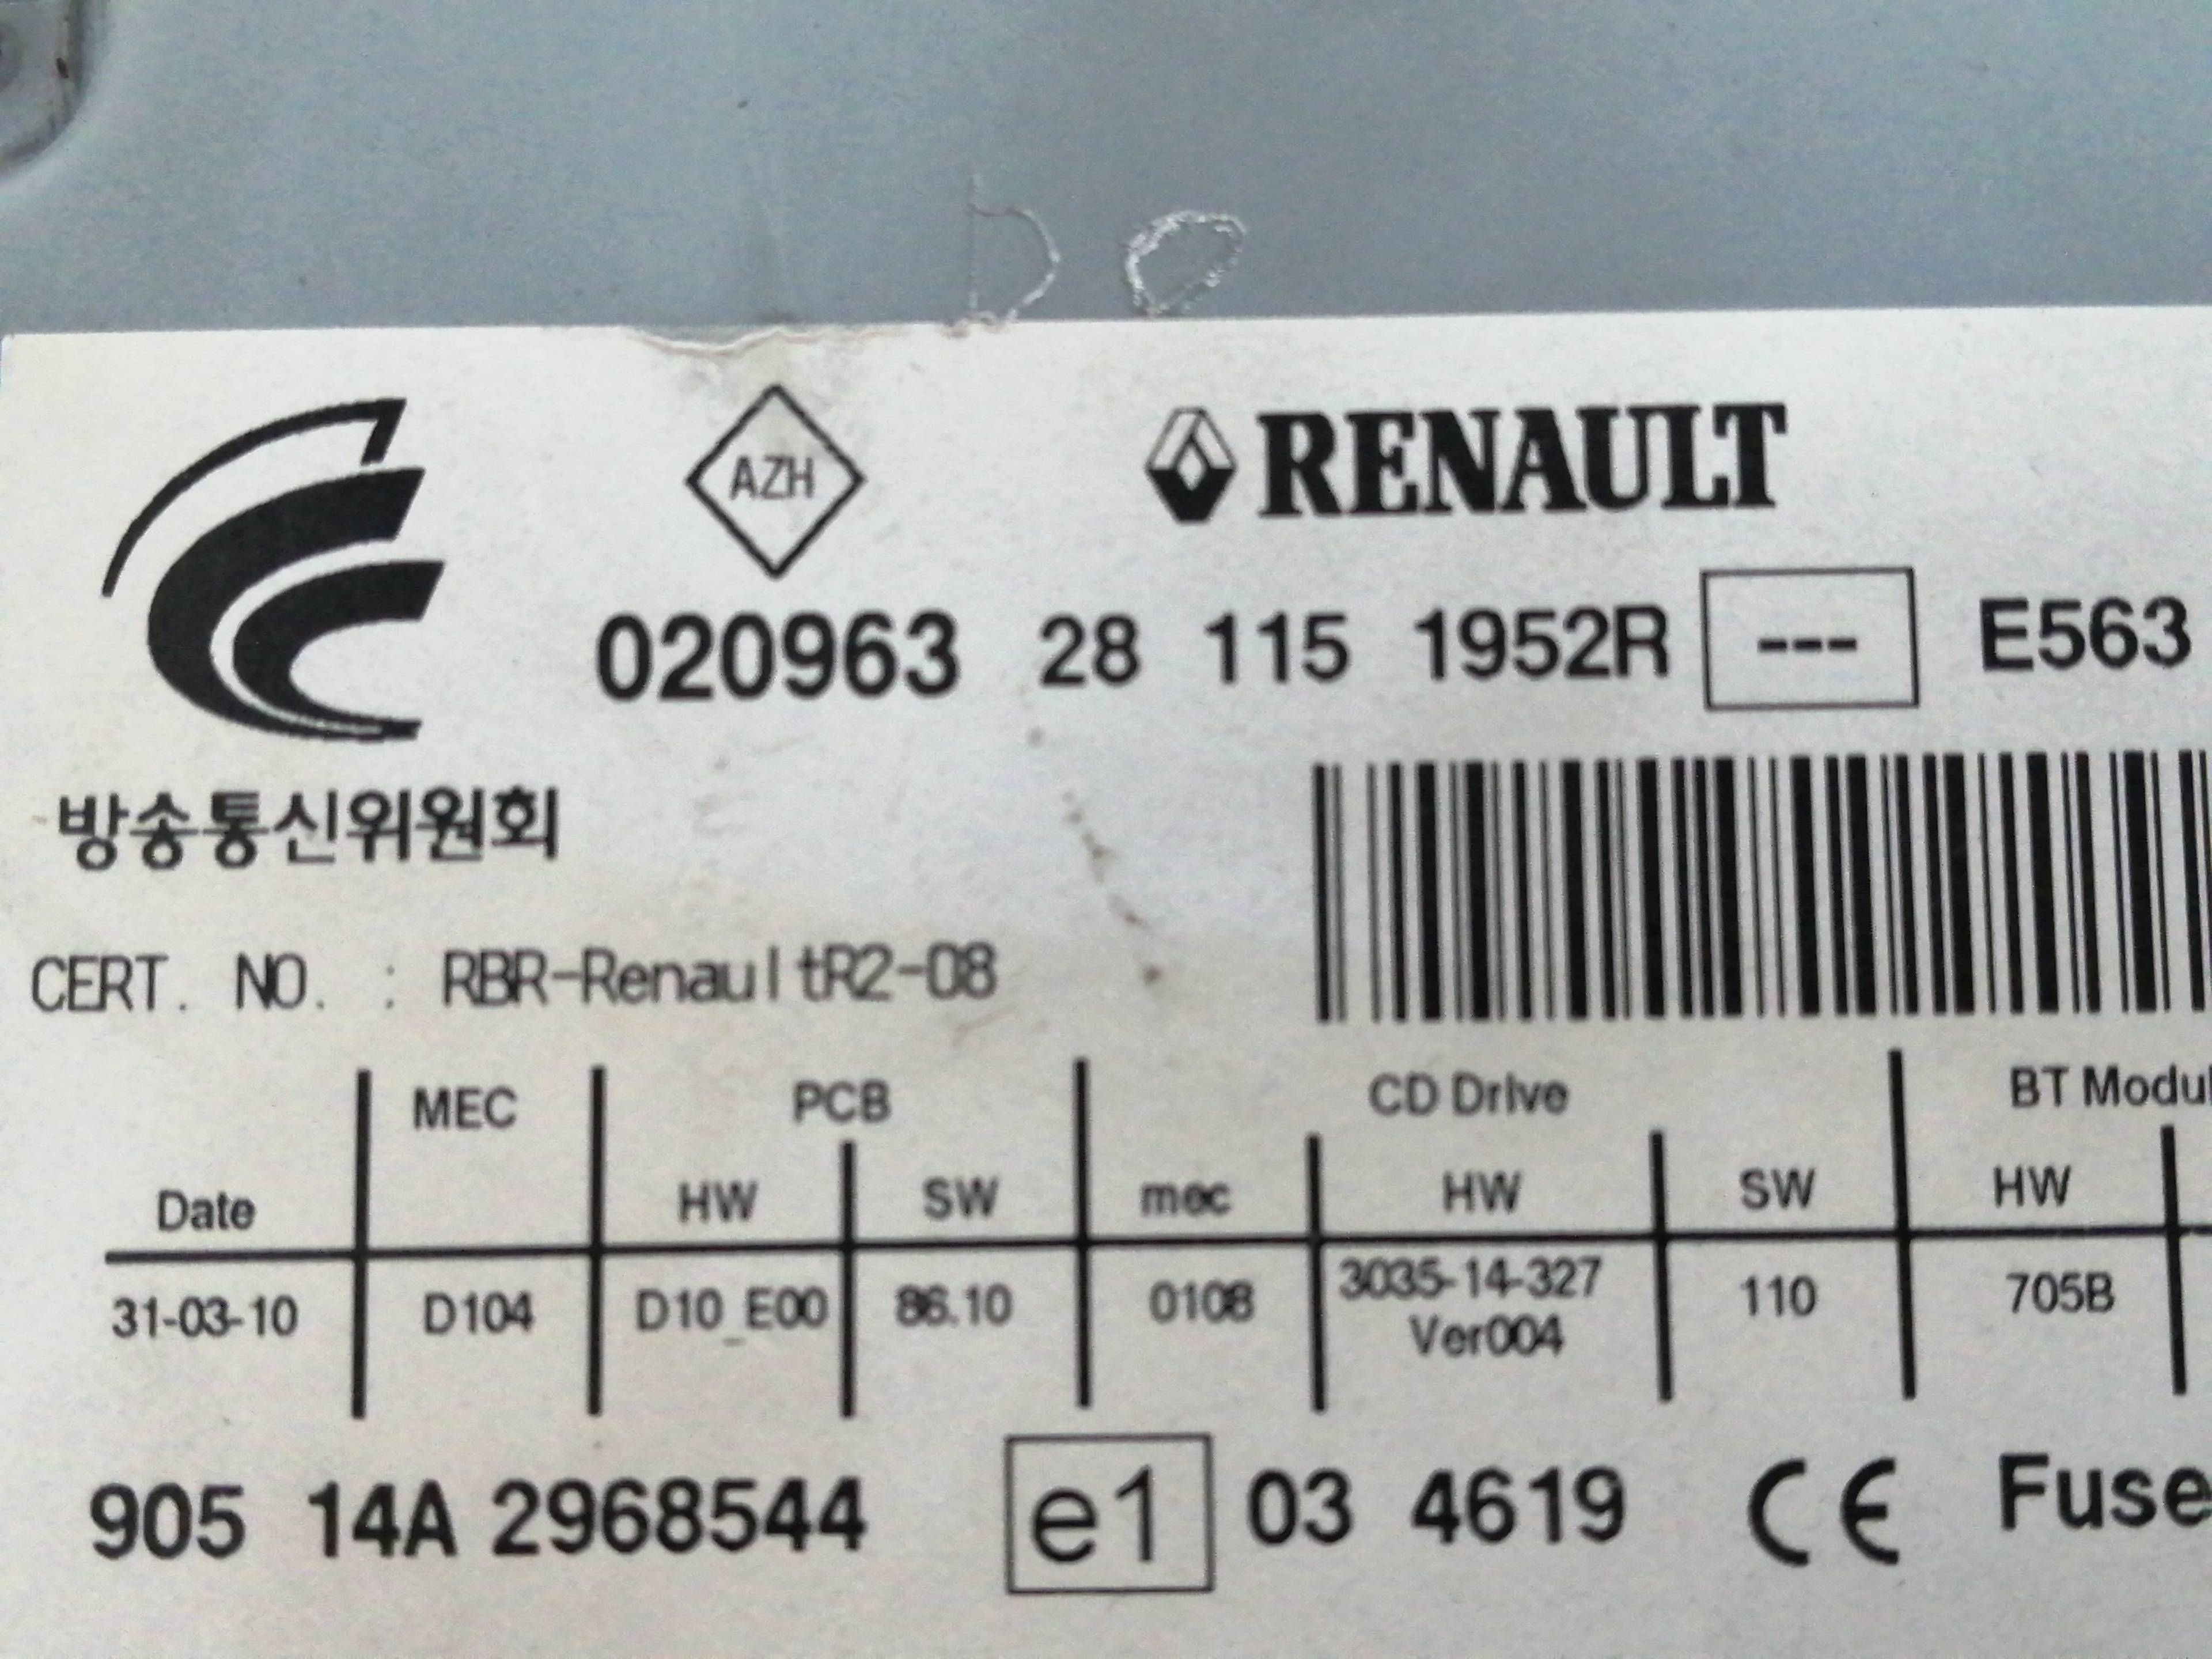 DO
AZH
RENAULT
020963 28 115 1952R --- E563
방송통신위원회
CERT. NO. : RBR-RenaultR2-08
MEC PCB CD Drive BT Modul
Date HW SW mec HW SW HW
31-03-10 D104 D10_E00 86.10 0108 3035-14-327 110 705B
Ver004
905 14A 2968544 e1 03 4619 CE Fuse